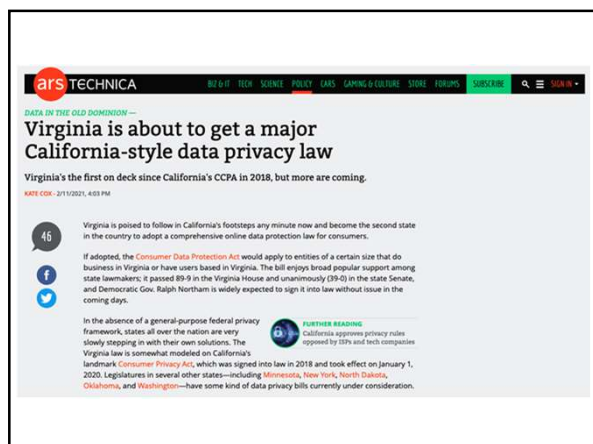 ars TECHNICA
BIZ & IT TECH SCIENCE POLICY CARS GAMING & CULTURE STORE FORUMS SUBSCRIBE SIGN IN
DATA IN THE OLD DOMINION —
Virginia is about to get a major
California-style data privacy law
Virginia's the first on deck since California's CCPA in 2018, but more are coming.
KATE COX - 2/11/2021, 4:03 PM
46
Virginia is poised to follow in California's footsteps any minute now and become the second state
in the country to adopt a comprehensive online data protection law for consumers.
If adopted, the Consumer Data Protection Act would apply to entities of a certain size that do
business in Virginia or have users based in Virginia. The bill enjoys broad popular support among
state lawmakers; it passed 89-9 in the Virginia House and unanimously (39-0) in the state Senate,
and Democratic Gov. Ralph Northam is widely expected to sign it into law without issue in the
coming days.
In the absence of a general-purpose federal privacy
framework, states all over the nation are very
slowly stepping in with their own solutions. The
Virginia law is somewhat modeled on California's
landmark Consumer Privacy Act, which was signed into law in 2018 and took effect on January 1,
2020. Legislatures in several other states—including Minnesota, New York, North Dakota,
Oklahoma, and Washington—have some kind of data privacy bills currently under consideration.
FURTHER READING
California approves privacy rules
opposed by ISPs and tech companies